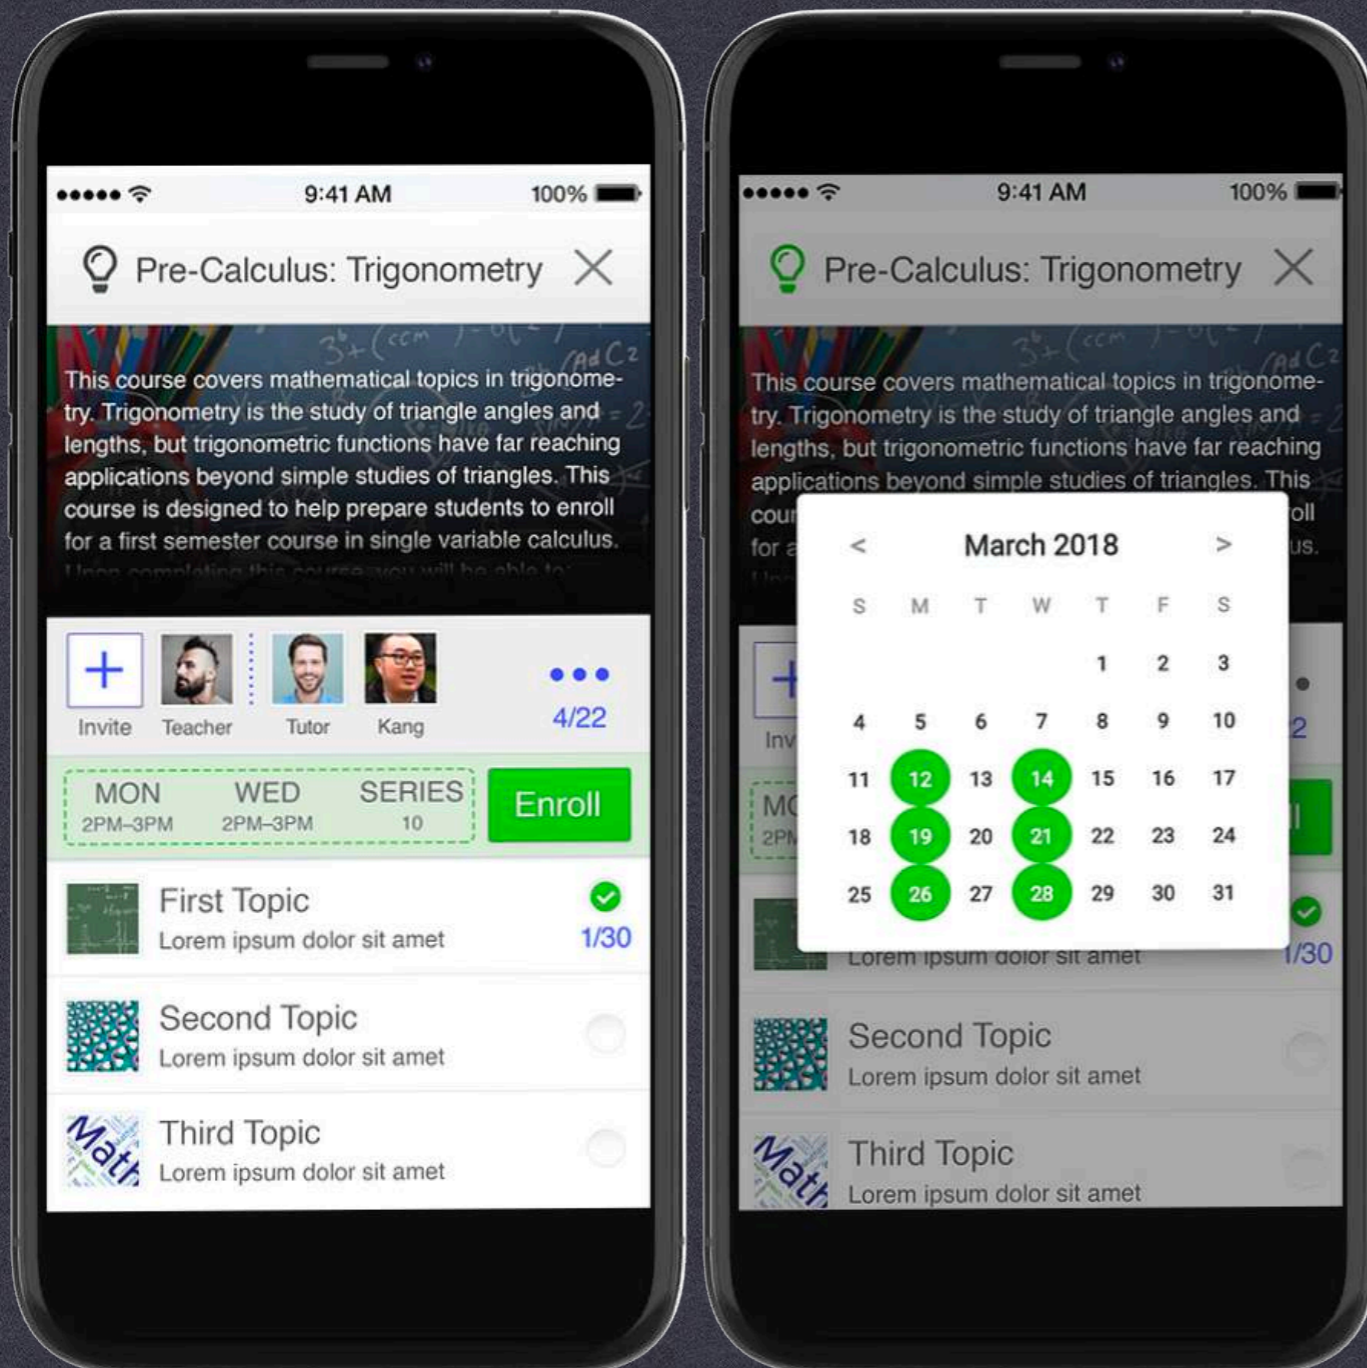 9:41 AM 100%
Pre-Calculus: Trigonometry
This course covers mathematical topics in trigonome-
try. Trigonometry is the study of triangle angles and
lengths, but trigonometric functions have far reaching
applications beyond simple studies of triangles. This
course is designed to help prepare students to enroll
for a first semester course in single variable calculus.
Upon completing this course, you will be able to
Invite Teacher Tutor Kang 4/22
MON WED SERIES
2PM–3PM 2PM–3PM 10
Enroll
First Topic
Lorem ipsum dolor sit amet
1/30
Second Topic
Lorem ipsum dolor sit amet
Third Topic
Lorem ipsum dolor sit amet
9:41 AM 100%
Pre-Calculus: Trigonometry
This course covers mathematical topics in trigonome-
try. Trigonometry is the study of triangle angles and
lengths, but trigonometric functions have far reaching
applications beyond simple studies of triangles. This
< March 2018 >
S M T W T F S
1 2 3
4 5 6 7 8 9 10
11 12 13 14 15 16 17
18 19 20 21 22 23 24
25 26 27 28 29 30 31
Lorem ipsum dolor sit amet
1/30
Second Topic
Lorem ipsum dolor sit amet
Third Topic
Lorem ipsum dolor sit amet